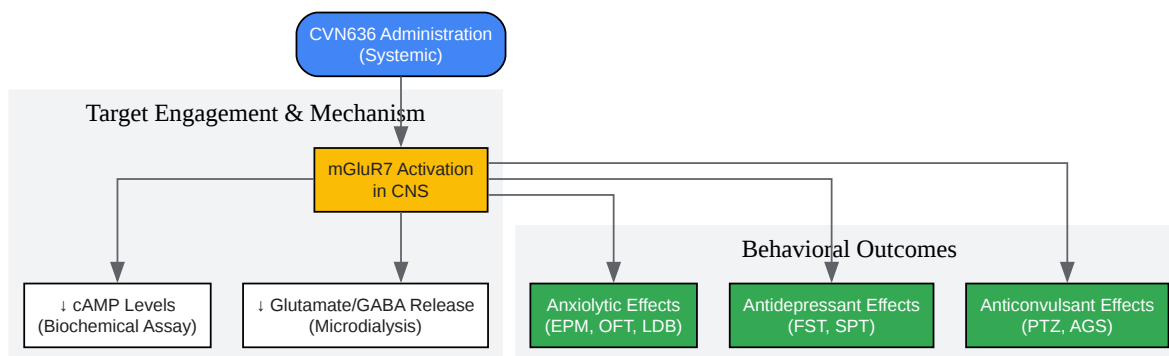 CVN636 Administration
(Systemic)
Target Engagement & Mechanism
mGluR7 Activation
in CNS
Behavioral Outcomes
↓ cAMP Levels
(Biochemical Assay)
↓ Glutamate/GABA Release
(Microdialysis)
Anxiolytic Effects
(EPM, OFT, LDB)
Antidepressant Effects
(FST, SPT)
Anticonvulsant Effects
(PTZ, AGS)